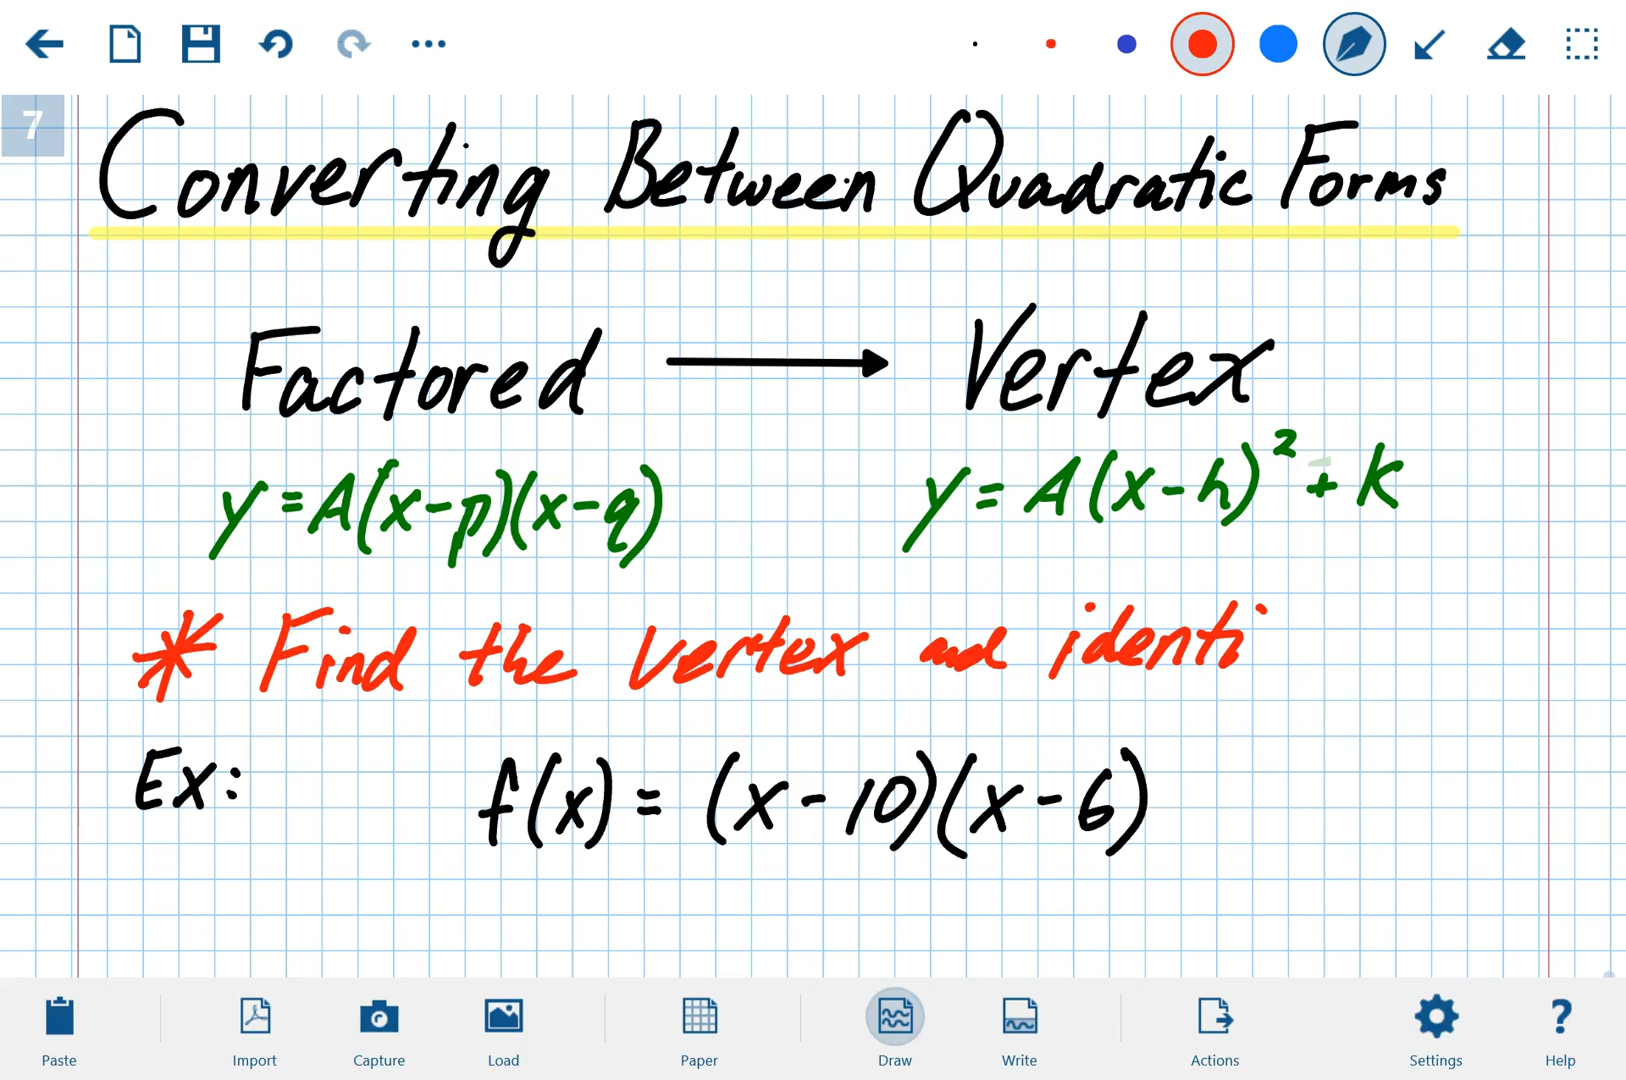 7
Converting Between Quadratic Forms
Factored → Vertex
y = A(x-p)(x-q) y = A(x-h)² + k
* Find the vertex and identi
Ex: f(x) = (x-10)(x-6)
Paste Import Capture Load Paper Draw Write Actions Settings Help